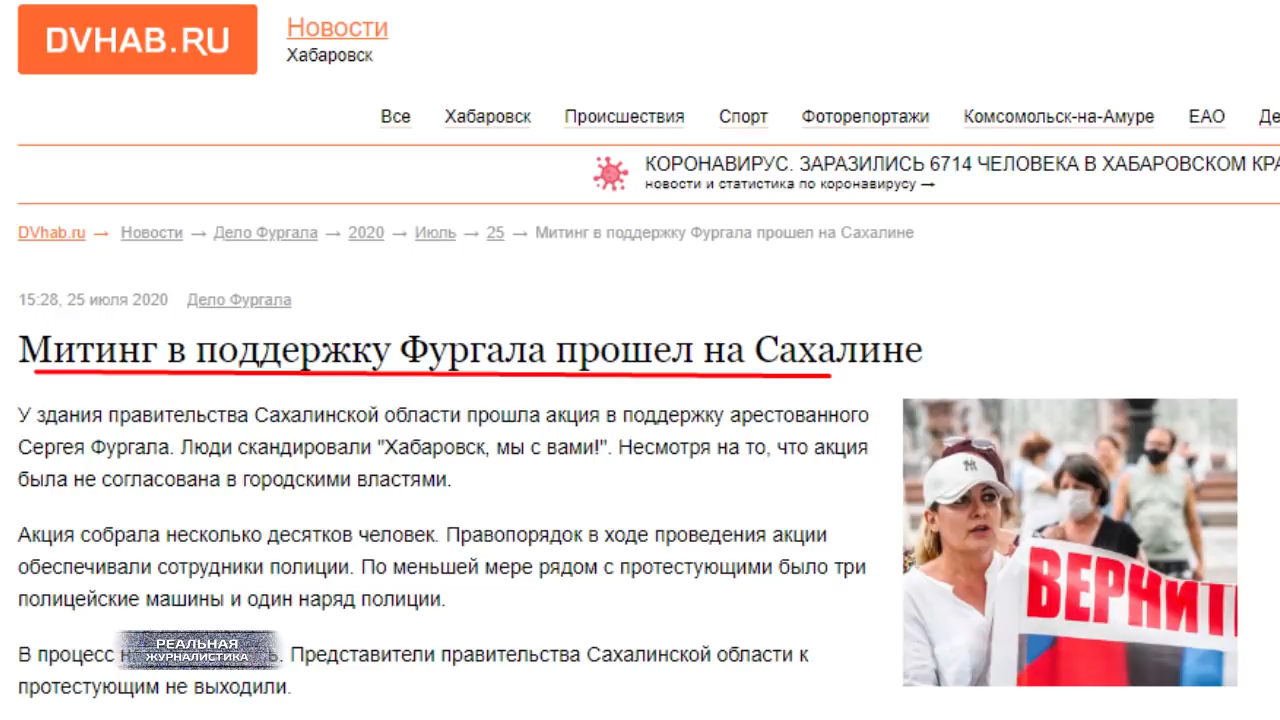 DVHAB.RU
Новости
Хабаровск
Все Хабаровск Происшествия Спорт Фоторепортажи Комсомольск-на-Амуре ЕАО
КОРОНАВИРУС. ЗАРАЗИЛИСЬ 6714 ЧЕЛОВЕКА В ХАБАРОВСКОМ
новости и статистика по коронавирусу →
DVhab.ru → Новости → Дело Фургала → 2020 → Июль → 25 → Митинг в поддержку Фургала прошел на Сахалине
15:28, 25 июля 2020 Дело Фургала
Митинг в поддержку Фургала прошел на Сахалине
У здания правительства Сахалинской области прошла акция в поддержку арестованного
Сергея Фургала. Люди скандировали "Хабаровск, мы с вами!". Несмотря на то, что акция
была не согласована в городскими властями.
Акция собрала несколько десятков человек. Правопорядок в ходе проведения акции
обеспечивали сотрудники полиции. По меньшей мере рядом с протестующими было три
полицейские машины и один наряд полиции.
В процесс Представители правительства Сахалинской области к
протестующим не выходили.
РЕАЛЬНАЯ
ЖУРНАЛИСТИКА
ВЕРНИТ